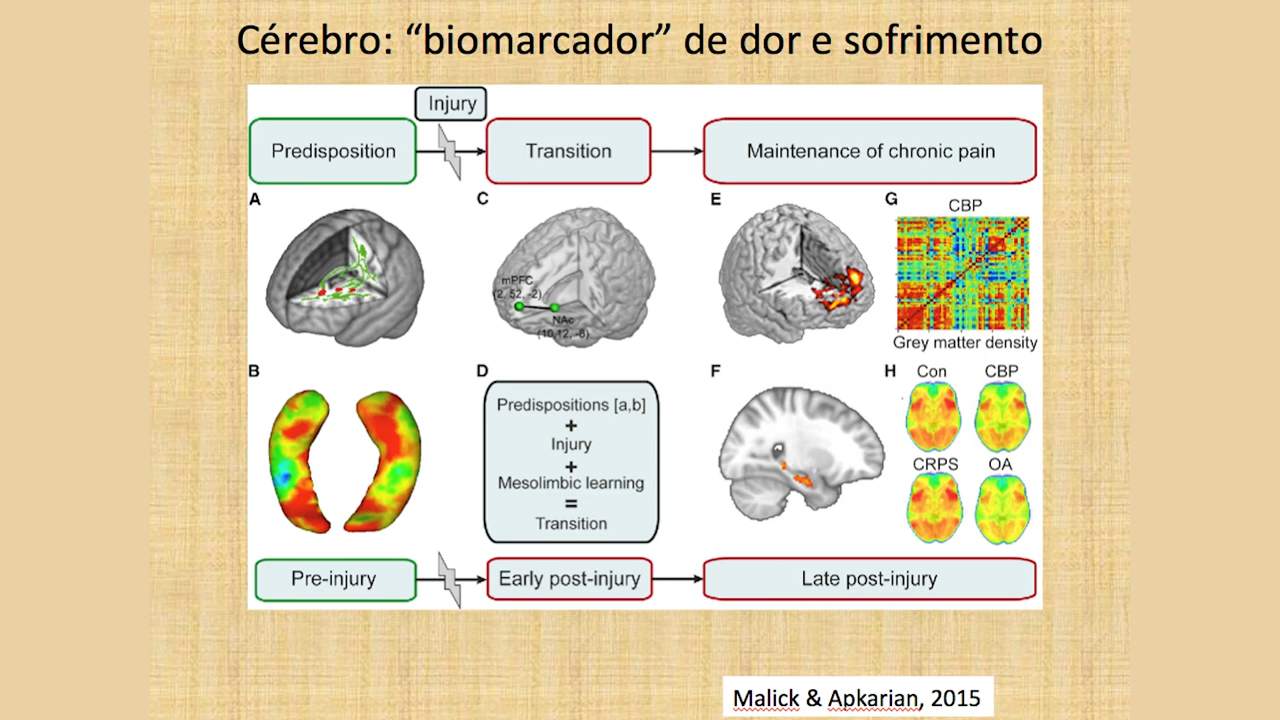 Cérebro: “biomarcador” de dor e sofrimento
Injury
Predisposition
Transition
Maintenance of chronic pain
A
C
E
G
CBP
mPFC
(2, 52, -2)
NAc
(10,12, -8)
Grey matter density
B
D
F
H
Con
CBP
Predispositions [a,b]
+
Injury
+
Mesolimbic learning
=
Transition
CRPS
OA
Pre-injury
Early post-injury
Late post-injury
Malick & Apkarian, 2015